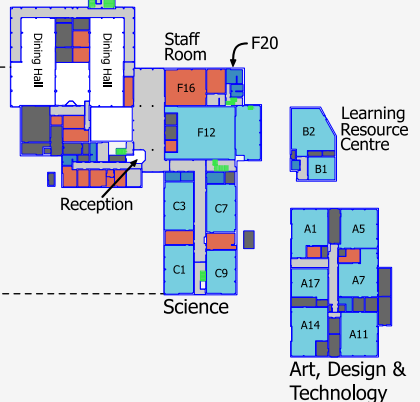 Dining Hall
Dining Hall
Staff
Room
F20
F16
F12
B2
B1
Learning
Resource
Centre
Reception
C3
C7
C1
C9
Science
A1
A5
A17
A7
A14
A11
Art, Design &
Technology